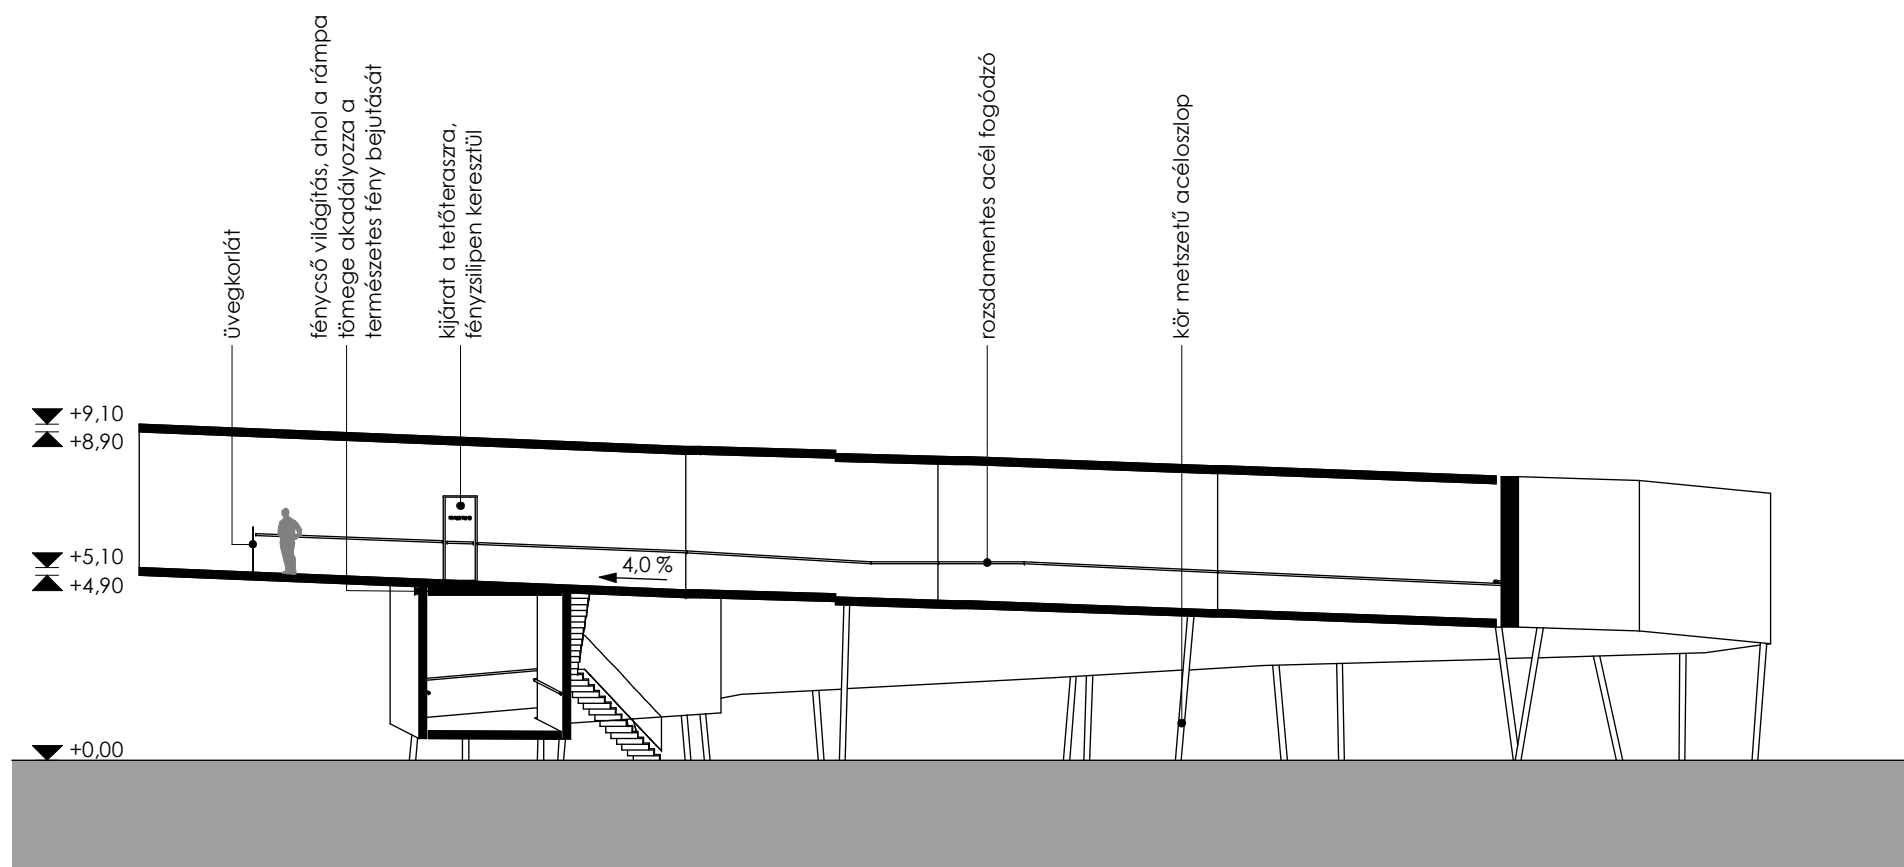 üvegkorlát
fénycső világítás, ahol a rámpa
tömege akadályozza a
természetes fény bejutását
kijárat a tetőteraszra,
fényzsilipen keresztül
rozsdamentes acél fogódzó
kör metszetű acéloszlop
+9,10
+8,90
+5,10
+4,90
4,0 %
+0,00